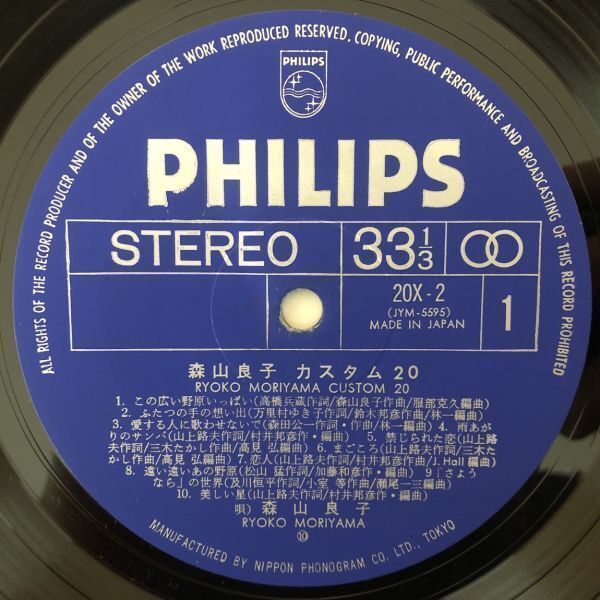 ALL RIGHTS OF THE RECORD PRODUCER AND OF THE OWNER OF THE WORK REPRODUCED RESERVED. COPYING, PUBLIC PERFORMANCE AND BROADCASTING OF THIS RECORD PROHIBITED
PHILIPS
PHILIPS
STEREO 33 1/3
20X-2
(JYM-5595)
MADE IN JAPAN
1
森山良子 カスタム 20
RYOKO MORIYAMA CUSTOM 20
1. この広い野原いっぱい(高橋兵蔵作詞/森山良子作曲/服部克久編曲)
2. ふたつの手の想い出(万里村ゆき子作詞/鈴木邦彦作曲/林一編曲)
3. 愛する人に歌わせないで(森田公一作詞・作曲/林一編曲) 4. 雨あが
りのサンバ(山上路夫作詞/村井邦彦作・編曲) 5. 禁じられた恋(山上路
夫作詞/三木たかし作曲/高見 弘編曲) 6. まごころ(山上路夫作詞/三木た
かし作曲/高見 弘編曲) 7. 恋人(山上路夫作詞/村井邦彦作曲/J. Hall編曲)
8. 遠い遠いあの野原(松山 猛作詞/加藤和彦作・編曲) 9「さよう
なら」の世界(及川恒平作詞/小室 等作曲/瀬尾一三編曲)
10. 美しい星(山上路夫作詞/村井邦彦作・編曲)
唄) 森山良子
RYOKO MORIYAMA
⑩
MANUFACTURED BY NIPPON PHONOGRAM CO. LTD., TOKYO